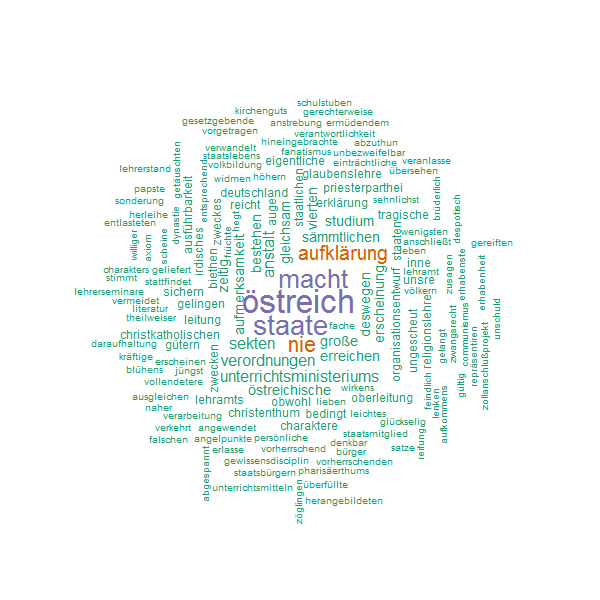 schulstuben
kirchenguts
gerechterweise
gesetzgebende
anstrebung
ermüdendem
vorgetragen
verantwortlichkeit
hineingebrachte
abzuthun
verwandelt
fanatismus
unbezweifelbar
staatslebens
volkbildung
eigentliche
einträchtliche
veranlasse
lehrerstand
getäuschten
entsprechend
widmen
höhern
glaubenslehre
übersehen
papste
ausführbarkeit
deutschland
staatlichen
priesterparthei
sonderung
zweckes
reicht
auge
vierten
erklärung
sehnlichst
brüderlich
herleihe
dynastie
hegt
gleichsam
studium
tragische
despotisch
entlasteten
bestehen
sämmtlichen
wenigsten
williger
axiom
scheine
irdisches
biethen
früchte
anstalt
aufklärung
staaten
anschließt
gereiften
eben
charakters
geliefert
zeitig
aufmerksamkeit
macht
deswegen
erscheinung
inne
lehramt
zusagen
erhabenste
erhabenheit
stimmt
stattfindet
unsre
lehrerseminare
sichern
völkern
vermeidet
gelingen
östreich
organisationsentwurf
literatur
theilweiser
leitung
staate
fache
ungescheut
religionslehre
zwangsrecht
communismus
unschuld
christkatholischen
sekten
nie
große
gelangt
repräsentiren
zollanschlußprojekt
daraufhaltung
gütern
verordnungen
erreichen
kräftige
erscheinen
zwecken
blühens
jüngst
unterrichtsministeriums
feindlich
lenken
gültig
vollendetere
östreichische
wirkens
aufkommens
ausgleichen
lehramts
obwohl
lieben
oberleitung
naher
verarbeitung
christenthum
bedingt
leichtes
verkehrt
angewendet
charaktere
glückselig
falschen
angelpunkte
persönliche
staatsmitglied
reifung
erlasse
vorherrschend
denkbar
bürger
satze
abgespannt
gewissensdisciplin
vorherrschenden
staatsbürgern
pharisäerthums
unterrichtsmitteln
zöglingen
überfüllte
herangebildeten